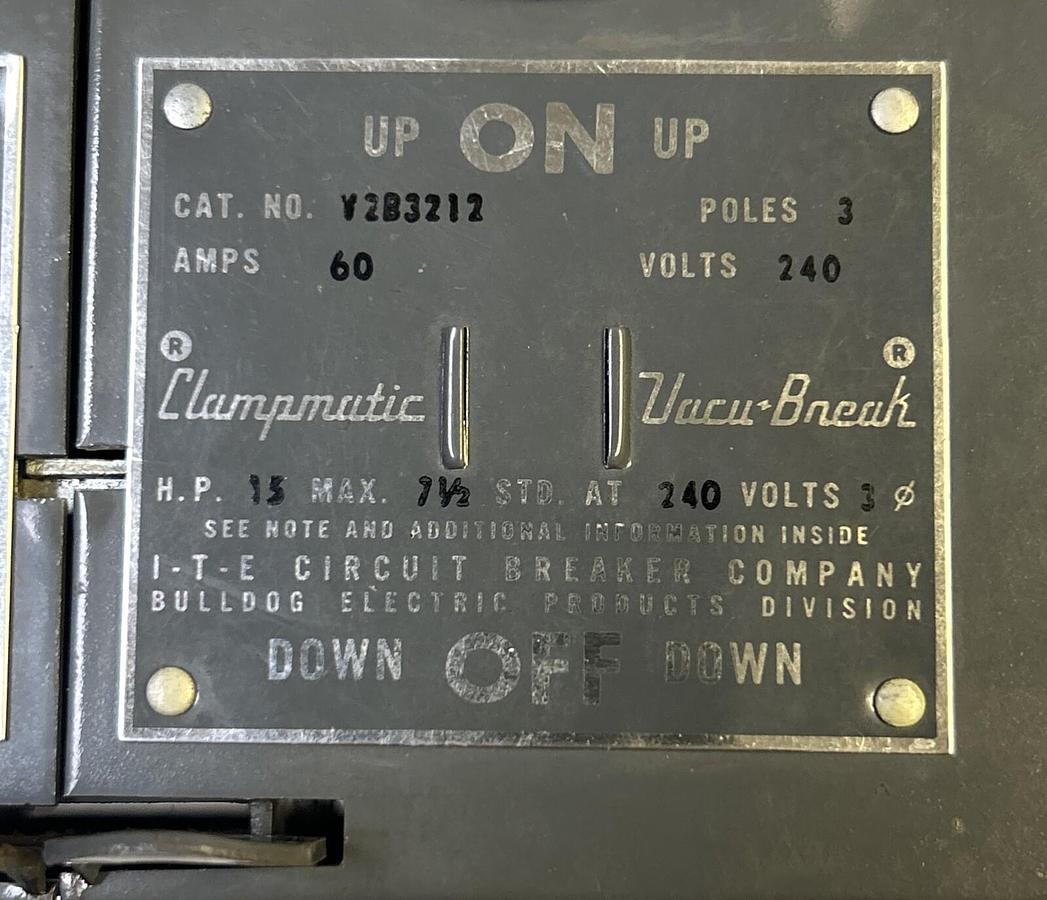 UP ON UP
CAT. NO. V2B3212 POLES 3
AMPS 60 VOLTS 240
® ®
Clampmatic Vacu-Break
H.P. 15 MAX. 7½ STD. AT 240 VOLTS 3 ø
SEE NOTE AND ADDITIONAL INFORMATION INSIDE
I-T-E CIRCUIT BREAKER COMPANY
BULLDOG ELECTRIC PRODUCTS DIVISION
DOWN OFF DOWN